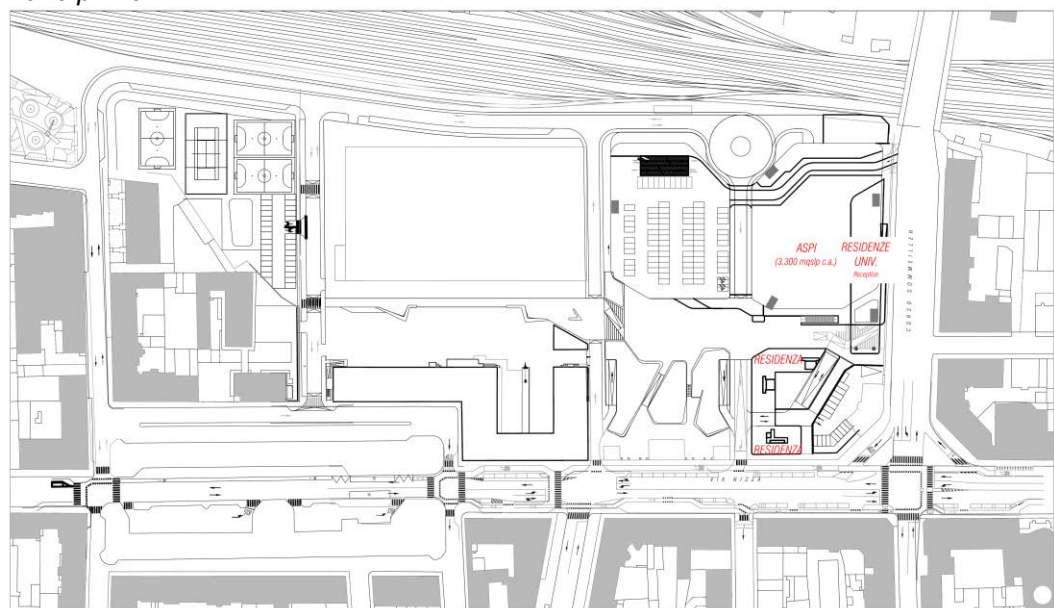 ASPI
(3.300 mqslp c.a.)
RESIDENZE
UNIV.
Reception
CORSO SOMMEILLER
RESIDENZA
RESIDENZA
VIA NIZZA